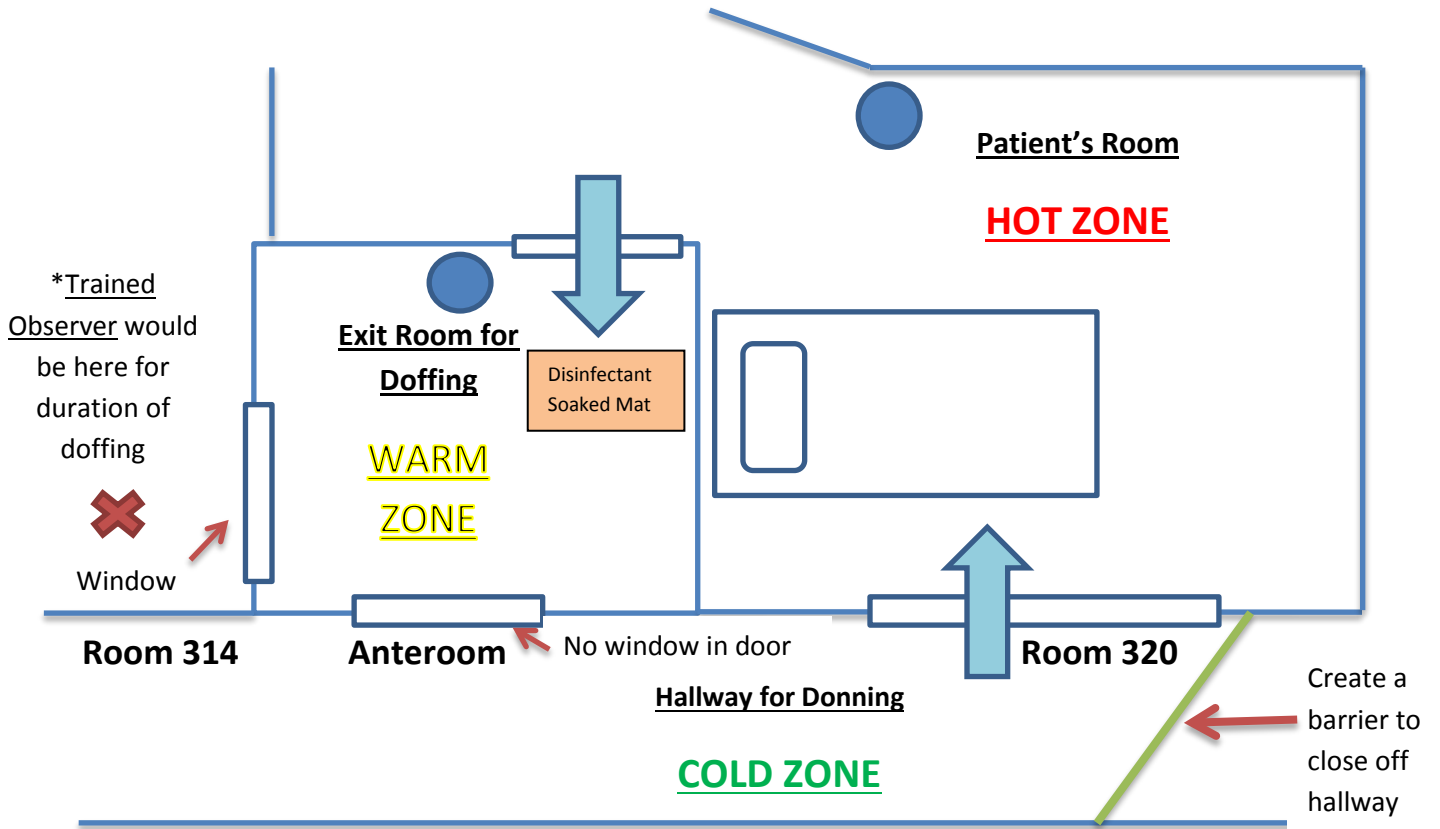 Patient's Room
HOT ZONE
*Trained
Observer would
be here for
duration of
doffing
Window
Exit Room for
Doffing
WARM
ZONE
Disinfectant
Soaked Mat
Room 314
Anteroom
No window in door
Room 320
Hallway for Donning
COLD ZONE
Create a
barrier to
close off
hallway